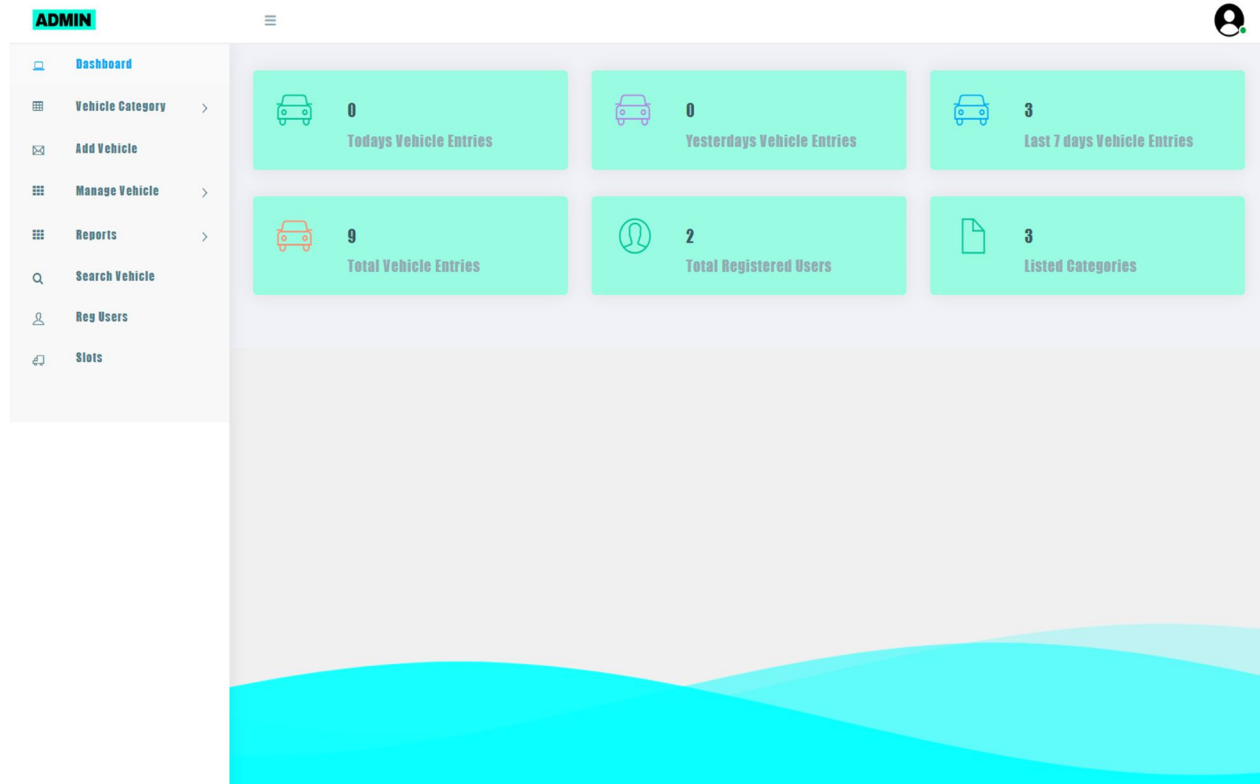 ADMIN
Dashboard
Vehicle Category
Add Vehicle
Manage Vehicle
Reports
Search Vehicle
Reg Users
Slots
0
Todays Vehicle Entries
0
Yesterdays Vehicle Entries
3
Last 7 days Vehicle Entries
9
Total Vehicle Entries
2
Total Registered Users
3
Listed Categories